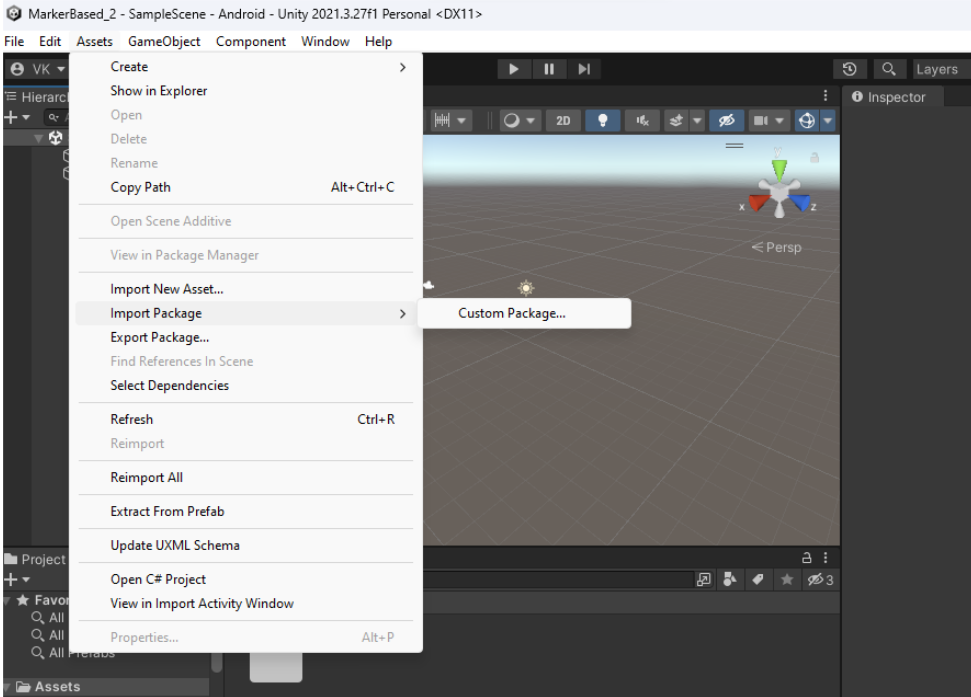 MarkerBased_2 - SampleScene - Android - Unity 2021.3.27f1 Personal <DX11>
File Edit Assets GameObject Component Window Help
VK
Layers
Hierarc
Inspector
2D
Create
Show in Explorer
Open
Delete
Rename
Copy Path Alt+Ctrl+C
Open Scene Additive
View in Package Manager
Import New Asset...
Import Package
Custom Package...
Export Package...
Find References In Scene
Select Dependencies
Refresh Ctrl+R
Reimport
Reimport All
Extract From Prefab
Update UXML Schema
Open C# Project
View in Import Activity Window
Properties... Alt+P
x z
Persp
Project
3
Favor
All
All
All Prefabs
Assets